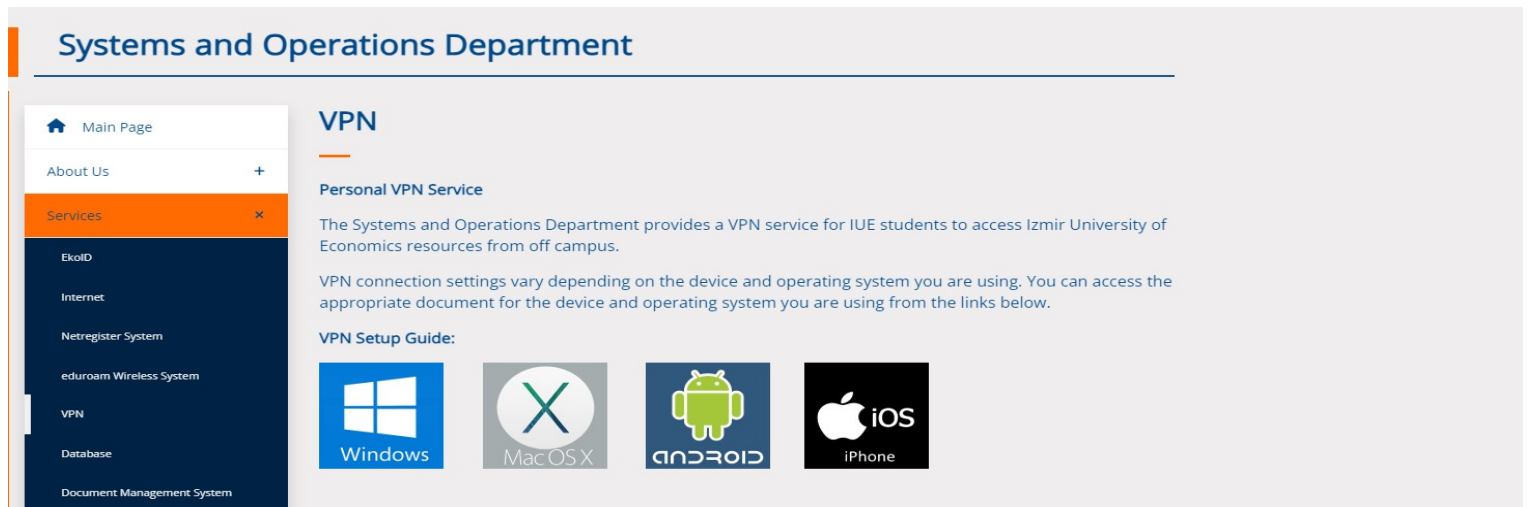 Systems and Operations Department
Main Page
About Us +
Services ×
EkoID
Internet
Netregister System
eduroam Wireless System
VPN
Database
Document Management System
VPN
Personal VPN Service
The Systems and Operations Department provides a VPN service for IUE students to access Izmir University of
Economics resources from off campus.
VPN connection settings vary depending on the device and operating system you are using. You can access the
appropriate document for the device and operating system you are using from the links below.
VPN Setup Guide:
Windows
Mac OS X
android
iOS
iPhone